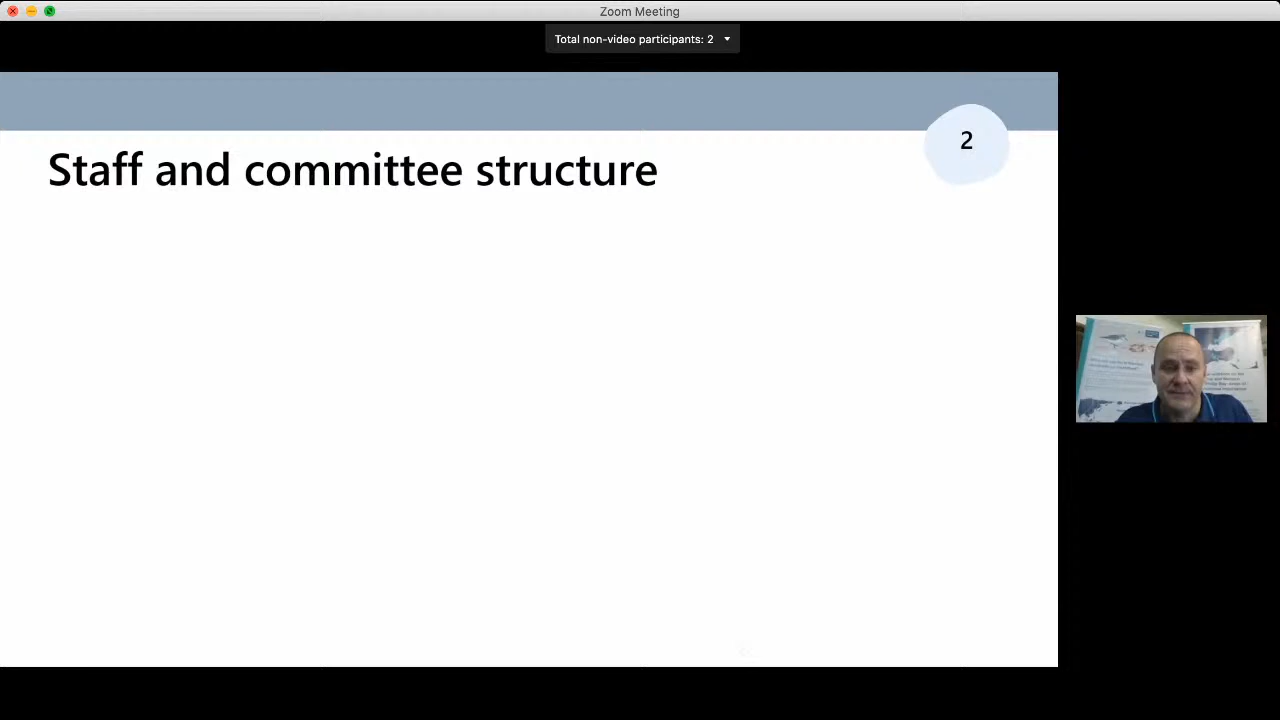 Zoom Meeting
Total non-video participants: 2
2
Staff and committee structure